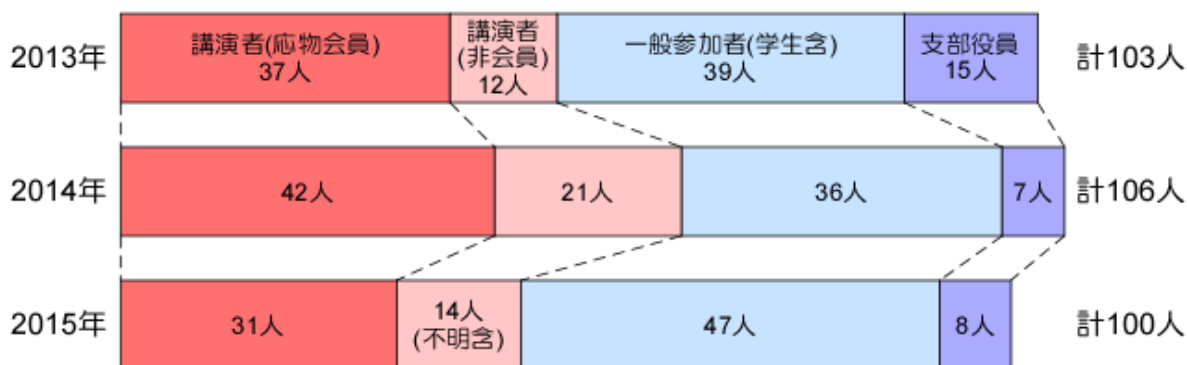 2013年
講演者(応物会員)
37人
講演者
(非会員)
12人
一般参加者(学生含)
39人
支部役員
15人
計103人
2014年
42人
21人
36人
7人
計106人
2015年
31人
14人
(不明含)
47人
8人
計100人